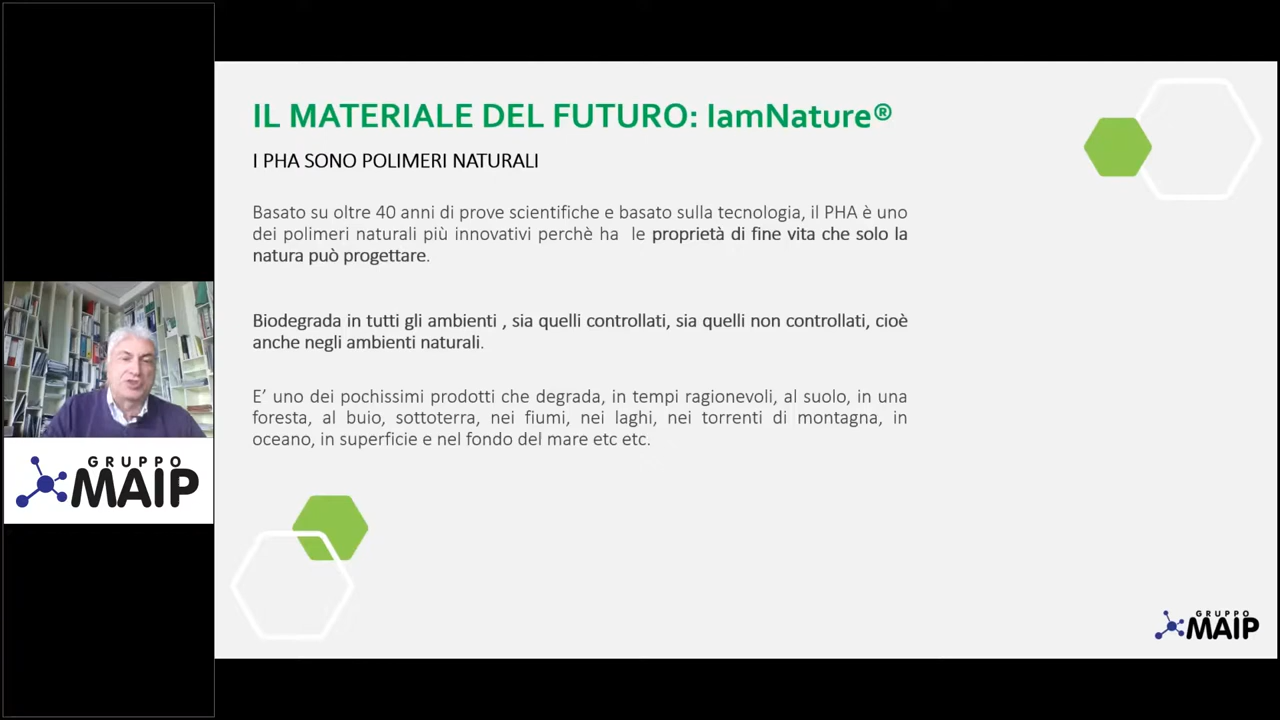 IL MATERIALE DEL FUTURO: IamNature®
I PHA SONO POLIMERI NATURALI
Basato su oltre 40 anni di prove scientifiche e basato sulla tecnologia, il PHA è uno
dei polimeri naturali più innovativi perchè ha le proprietà di fine vita che solo la
natura può progettare.
Biodegrada in tutti gli ambienti , sia quelli controllati, sia quelli non controllati, cioè
anche negli ambienti naturali.
E’ uno dei pochissimi prodotti che degrada, in tempi ragionevoli, al suolo, in una
foresta, al buio, sottoterra, nei fiumi, nei laghi, nei torrenti di montagna, in
oceano, in superficie e nel fondo del mare etc etc.
GRUPPO
MAIP
GRUPPO
MAIP